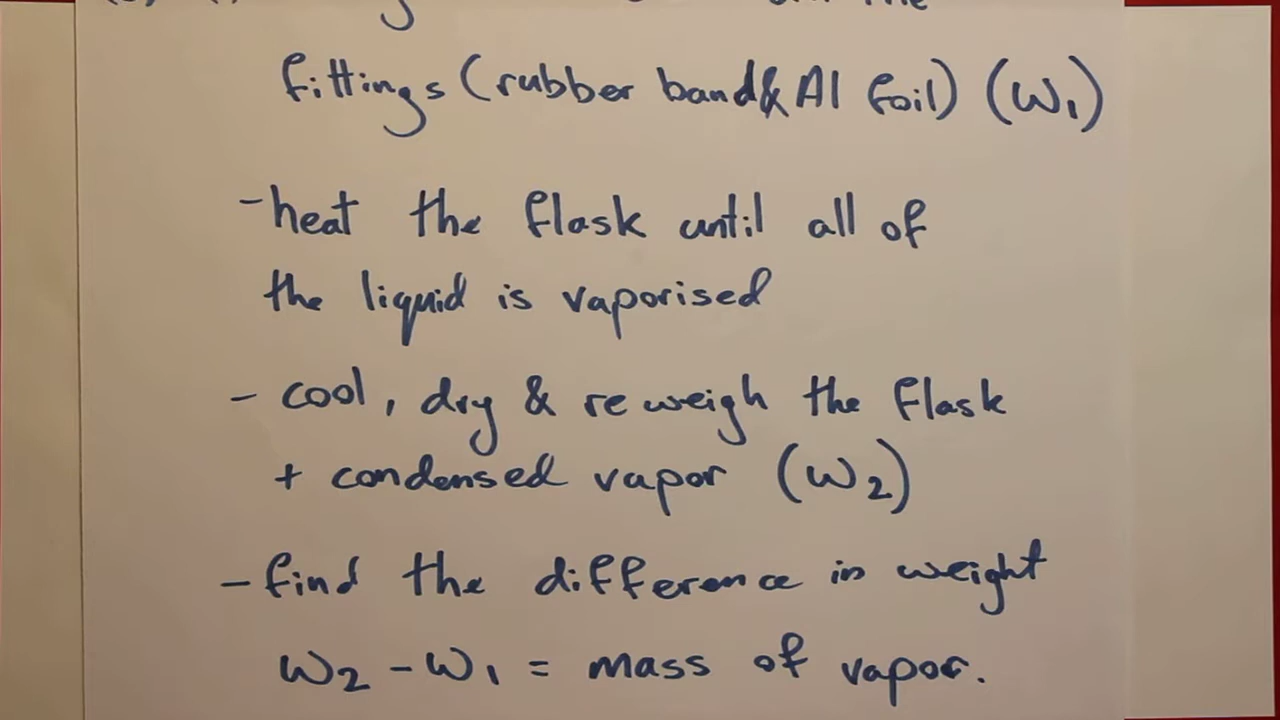 fittings (rubber band & Al foil) (W₁)
- heat the flask until all of
the liquid is vaporised
- cool, dry & reweigh the flask
+ condensed vapor (W₂)
- find the difference in weight
W₂ - W₁ = mass of vapor.